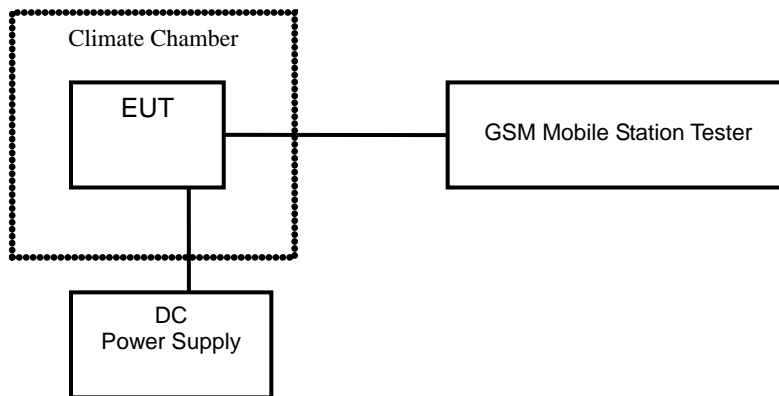 Climate Chamber
EUT
GSM Mobile Station Tester
DC
Power Supply